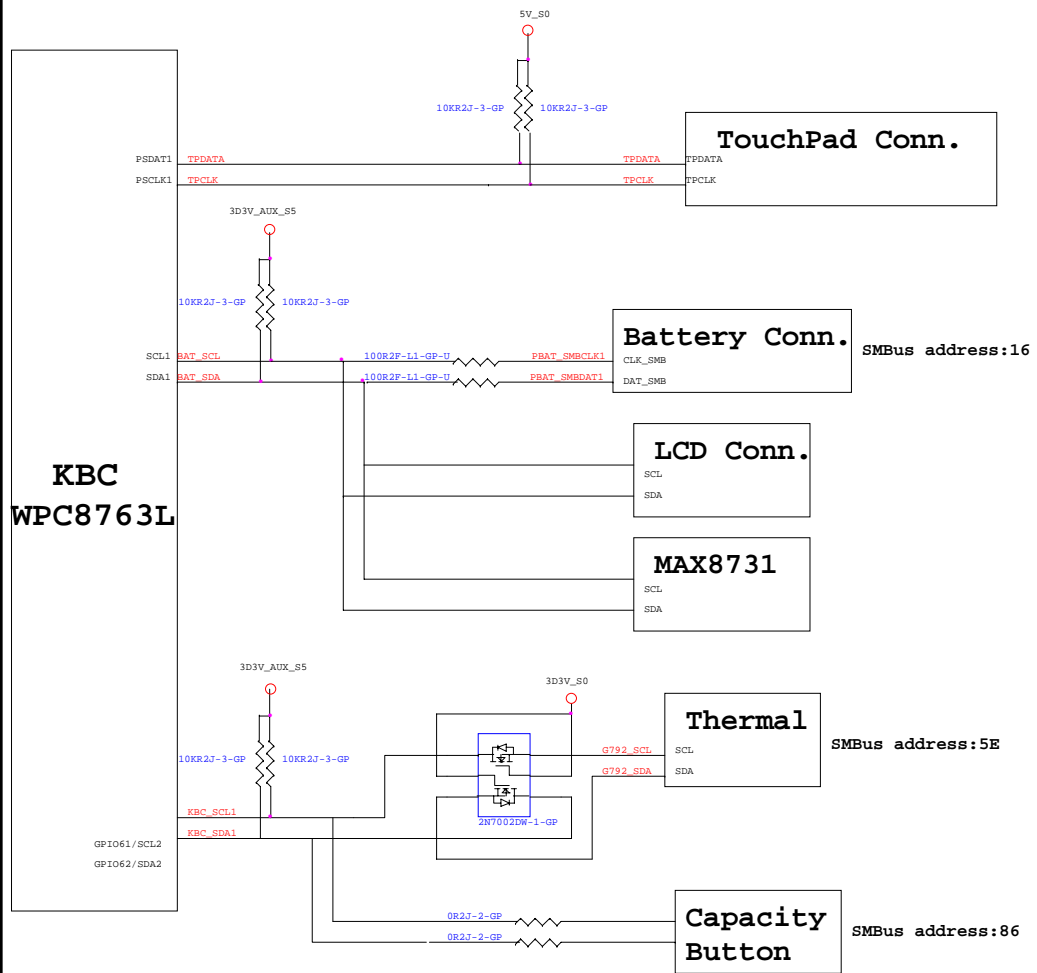 5V_S0
10KR2J-3-GP 10KR2J-3-GP
TouchPad Conn.
PSDAT1 TPDATA TPDATA TPDATA
PSCLK1 TPCLK TPCLK TPCLK
3D3V_AUX_S5
10KR2J-3-GP 10KR2J-3-GP
Battery Conn.
SMBus address:16
SCL1 BAT_SCL 100R2F-L1-GP-U PBAT_SMBCLK1 CLK_SMB
SDA1 BAT_SDA 100R2F-L1-GP-U PBAT_SMBDAT1 DAT_SMB
LCD Conn.
SCL
SDA
KBC
WPC8763L
MAX8731
SCL
SDA
3D3V_AUX_S5
3D3V_S0
10KR2J-3-GP 10KR2J-3-GP
Thermal
SMBus address:5E
G792_SCL SCL
G792_SDA SDA
2N7002DW-1-GP
KBC_SCL1
KBC_SDA1
GPIO61/SCL2
GPIO62/SDA2
0R2J-2-GP
0R2J-2-GP
Capacity
Button
SMBus address:86